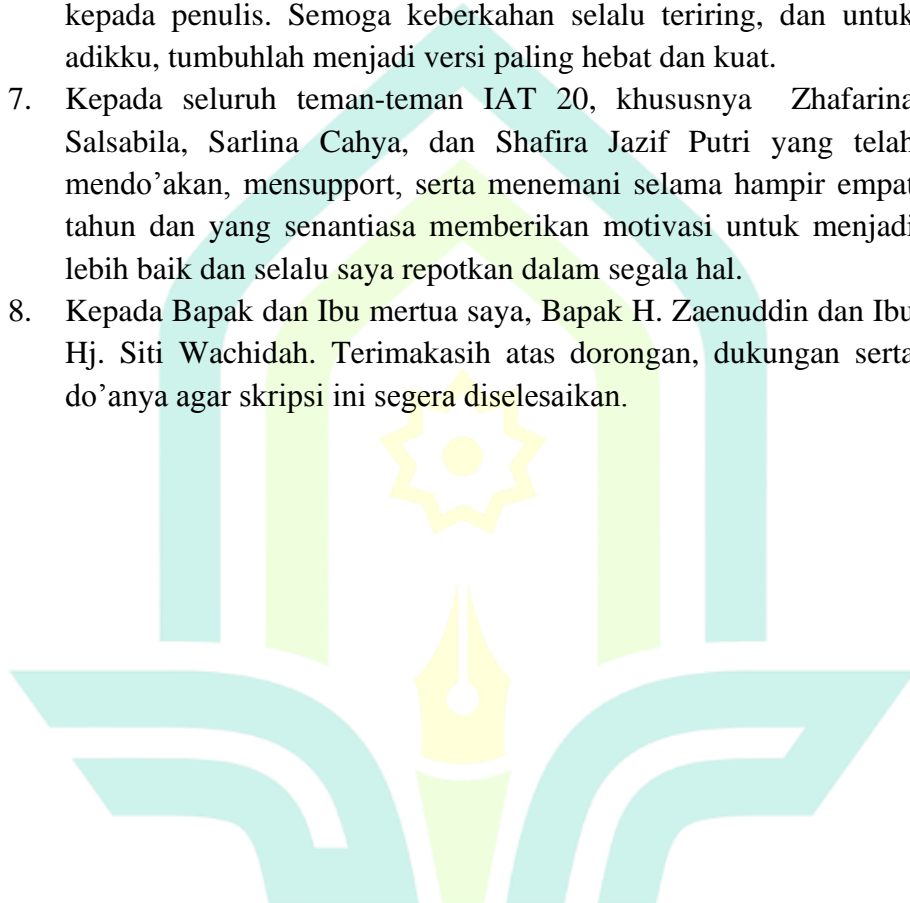 kepada penulis. Semoga keberkahan selalu teriring, dan untuk
adikku, tumbuhlah menjadi versi paling hebat dan kuat.
7. Kepada seluruh teman-teman IAT 20, khususnya Zhafarina
Salsabila, Sarlina Cahya, dan Shafira Jazif Putri yang telah
mendo’akan, mensupport, serta menemani selama hampir empat
tahun dan yang senantiasa memberikan motivasi untuk menjadi
lebih baik dan selalu saya repotkan dalam segala hal.
8. Kepada Bapak dan Ibu mertua saya, Bapak H. Zaenuddin dan Ibu
Hj. Siti Wachidah. Terimakasih atas dorongan, dukungan serta
do’anya agar skripsi ini segera diselesaikan.